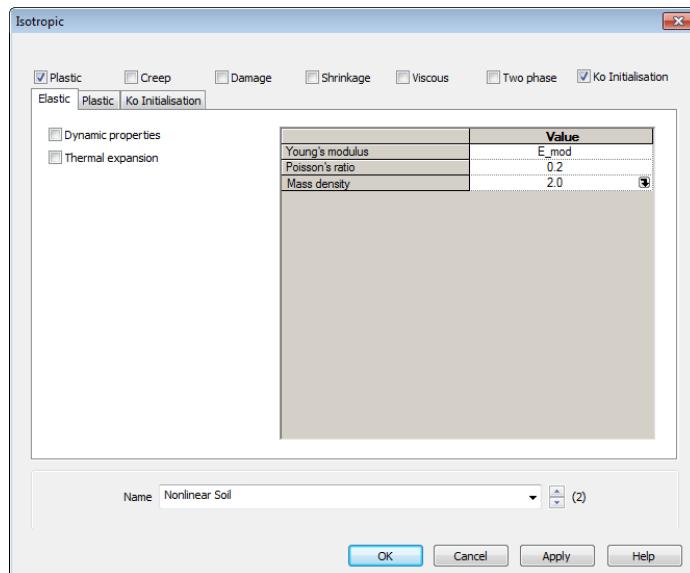 Isotropic
Plastic Creep Damage Shrinkage Viscous Two phase Ko Initialisation
Elastic Plastic Ko Initialisation
Dynamic properties
Thermal expansion
Value
Young's modulus E_mod
Poisson's ratio 0.2
Mass density 2.0
Name Nonlinear Soil (2)
OK Cancel Apply Help